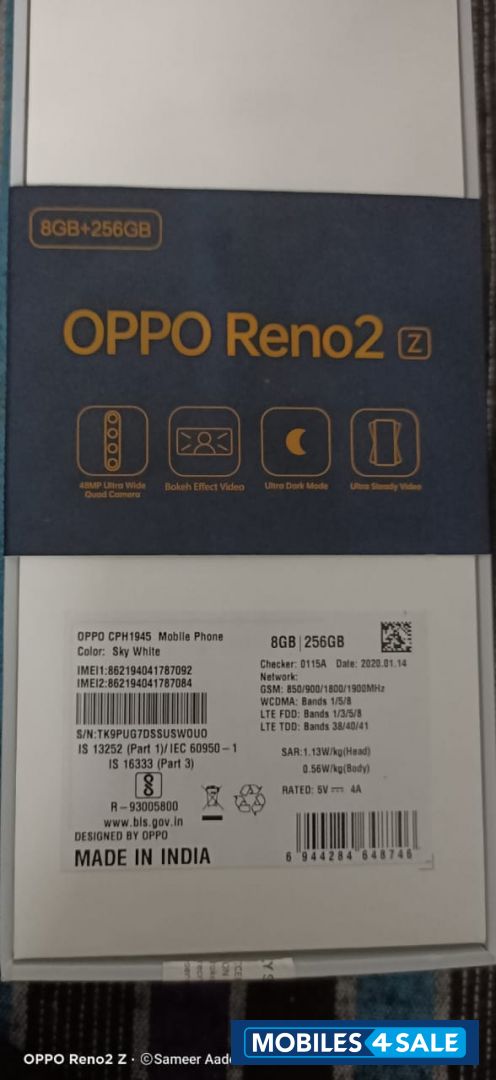 8GB+256GB
OPPO Reno2 Z
48MP Ultra Wide
Quad Camera
Bokeh Effect Video
Ultra Dark Mode
Ultra Steady Video
OPPO CPH1945 Mobile Phone
Color: Sky White
IMEI1:862194041787092
IMEI2:862194041787084
S/N:TK9PUG7DSSUSWOUO
IS 13252 (Part 1)/IEC 60950-1
IS 16333 (Part 3)
R-93005800
www.bis.gov.in
DESIGNED BY OPPO
MADE IN INDIA
8GB|256GB
Checker: 0115A Date: 2020.01.14
Network:
GSM: 850/900/1800/1900MHz
WCDMA: Bands 1/5/8
LTE FDD: Bands 1/3/5/8
LTE TDD: Bands 38/40/41
SAR:1.13W/kg(Head)
0.56W/kg(Body)
RATED: 5V⎓ 4A
6 944284 648746
OPPO Reno2 Z · ©Sameer Aade
MOBILES 4 SALE